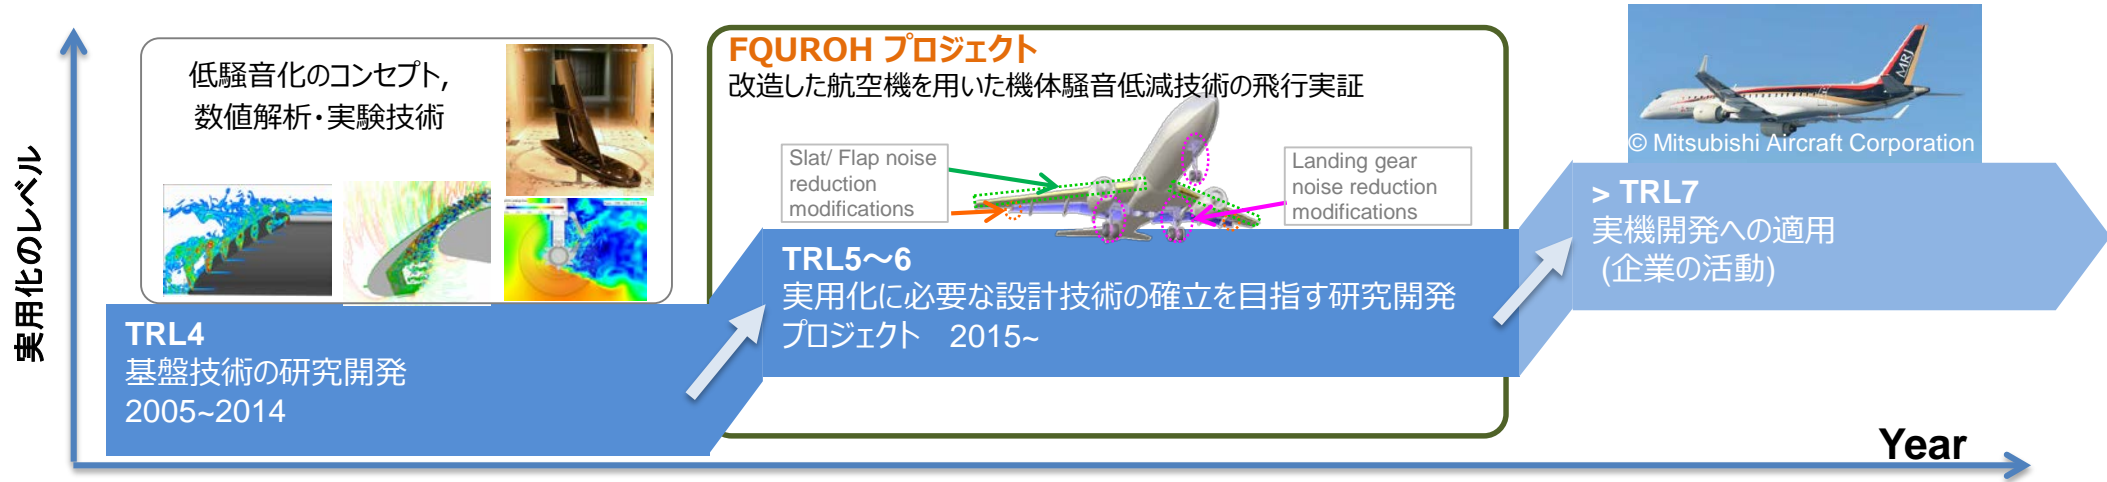 実用化のレベル
低騒音化のコンセプト,
数値解析・実験技術
TRL4
基盤技術の研究開発
2005~2014
FQUROH プロジェクト
改造した航空機を用いた機体騒音低減技術の飛行実証
Slat/ Flap noise
reduction
modifications
Landing gear
noise reduction
modifications
TRL5～6
実用化に必要な設計技術の確立を目指す研究開発
プロジェクト　2015~
MRJ
© Mitsubishi Aircraft Corporation
> TRL7
実機開発への適用
(企業の活動)
Year